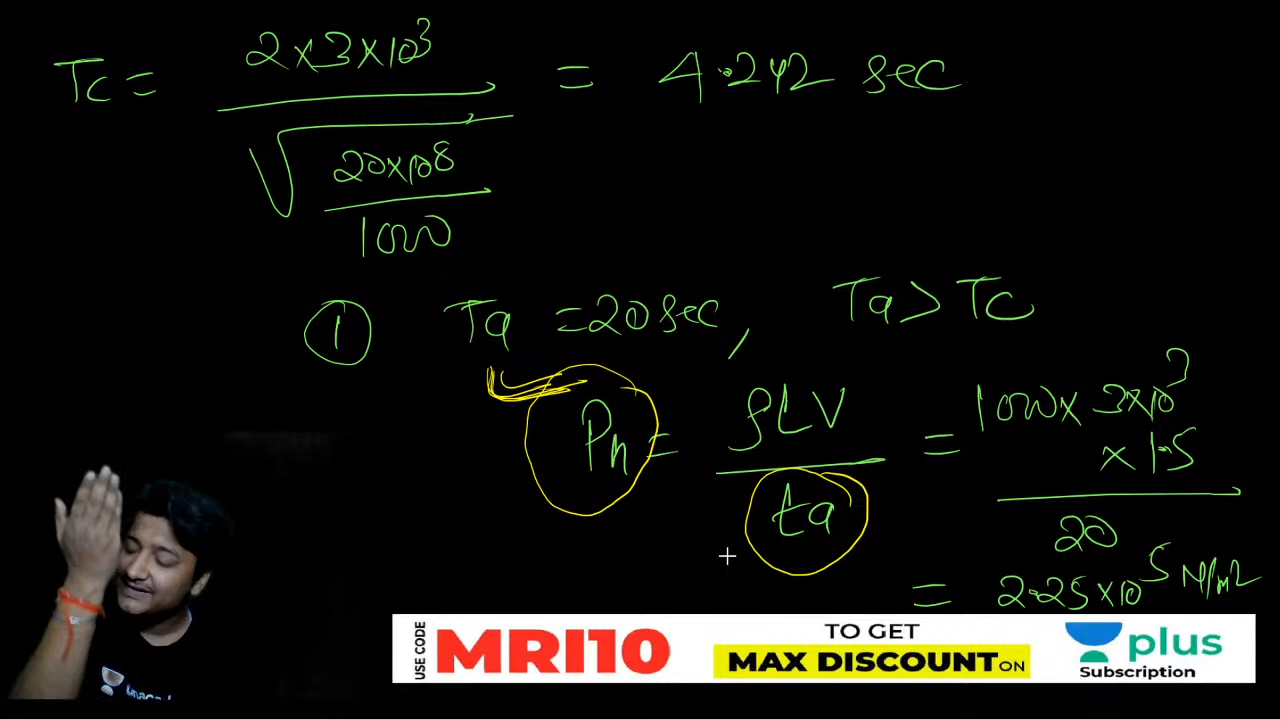 Tc = 2×3×10³ / √(20×10⁸ / 1000) = 4.242 sec
① Ta = 20 sec, Ta > Tc
Ph = ρLV / ta = 1000 × 3×10³ × 1.5 / 20
= 2.25×10⁵ N/m²
USE CODE MRI10 TO GET MAX DISCOUNT ON plus Subscription